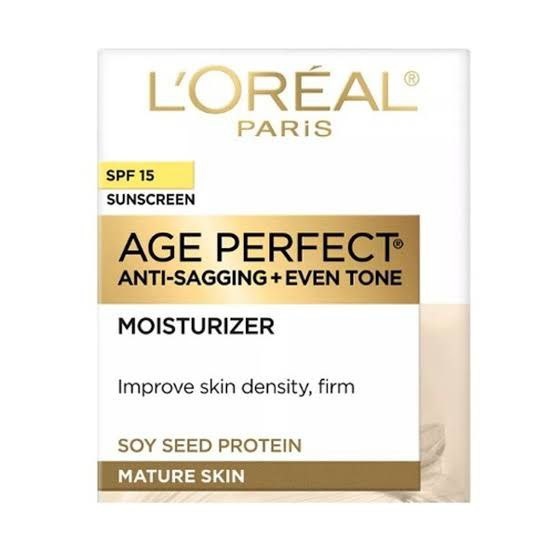 L'ORÉAL®
PARiS
SPF 15
SUNSCREEN
AGE PERFECT®
ANTI-SAGGING + EVEN TONE
MOISTURIZER
Improve skin density, firm
SOY SEED PROTEIN
MATURE SKIN